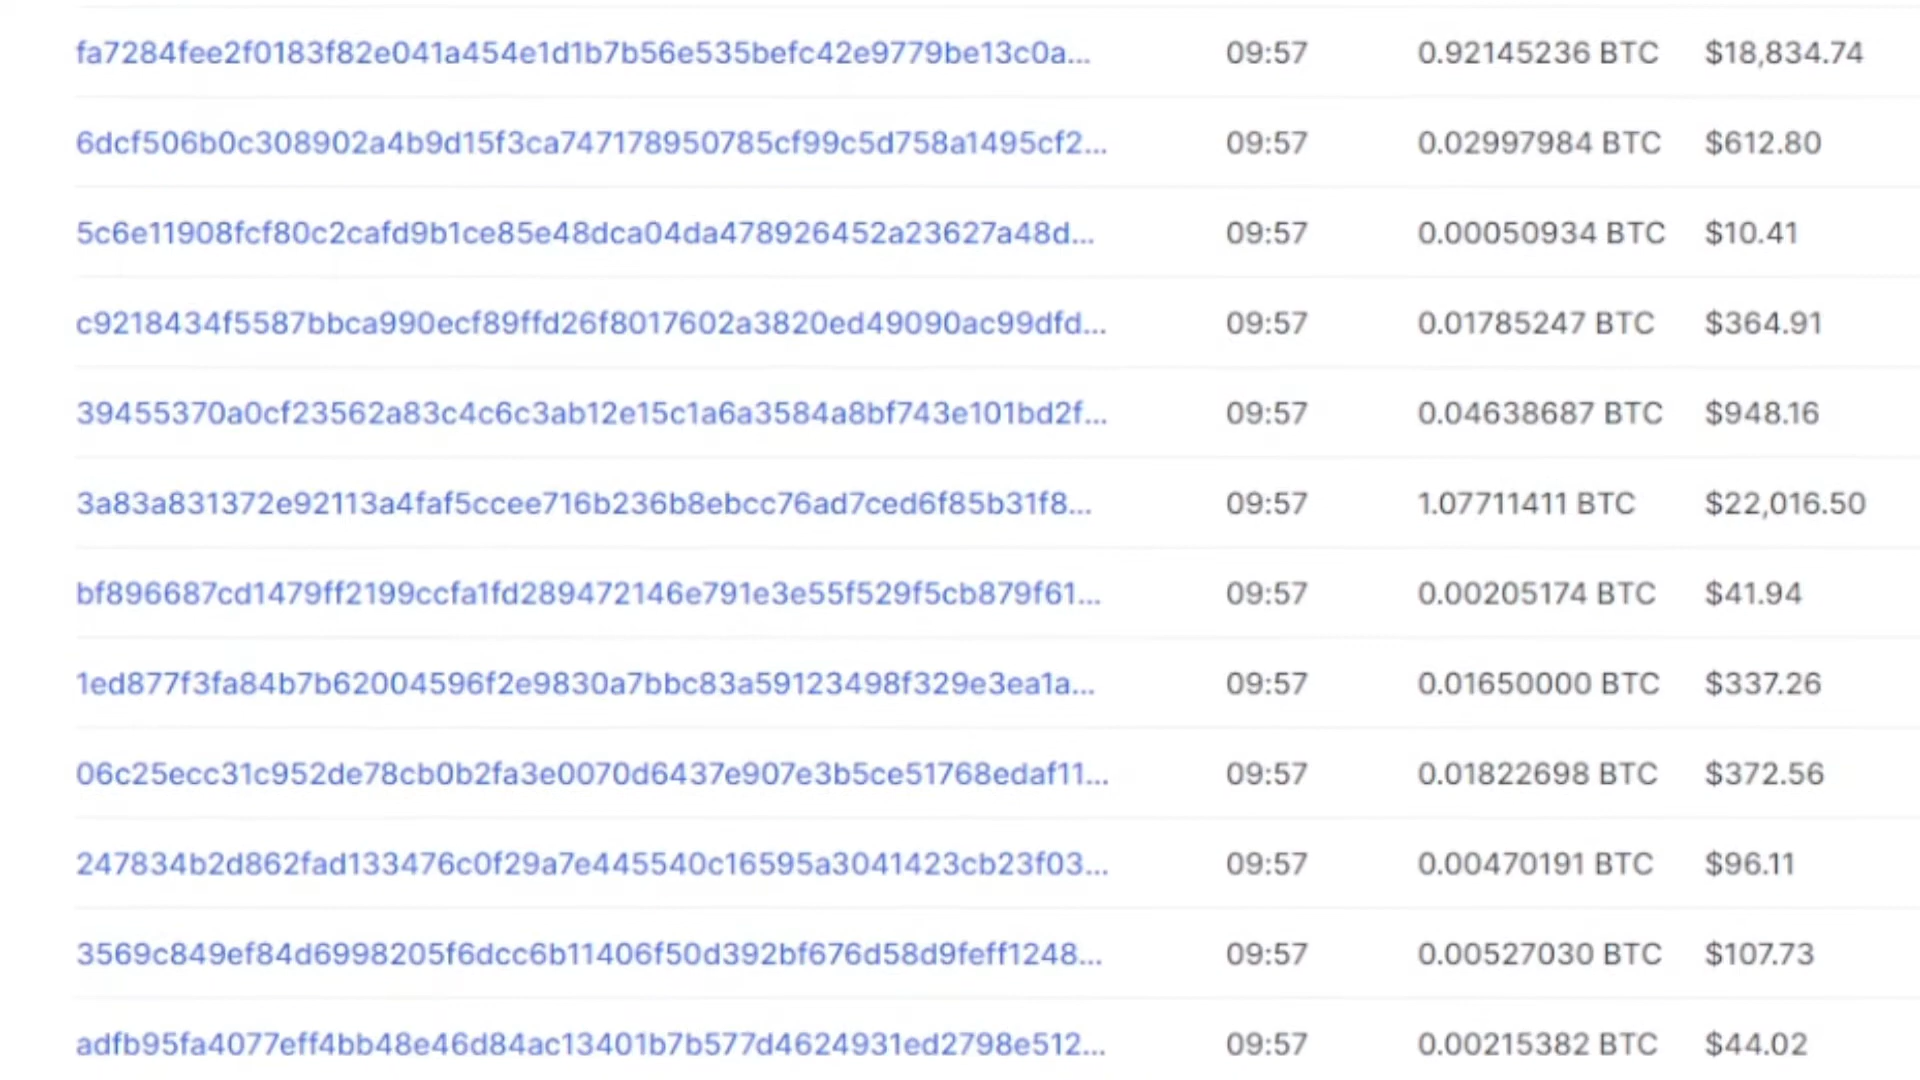 fa7284fee2f0183f82e041a454e1d1b7b56e535befc42e9779be13c0a... 09:57 0.92145236 BTC $18,834.74
6dcf506b0c308902a4b9d15f3ca747178950785cf99c5d758a1495cf2... 09:57 0.02997984 BTC $612.80
5c6e11908fcf80c2cafd9b1ce85e48dca04da478926452a23627a48d... 09:57 0.00050934 BTC $10.41
c9218434f5587bbca990ecf89ffd26f8017602a3820ed49090ac99dfd... 09:57 0.01785247 BTC $364.91
39455370a0cf23562a83c4c6c3ab12e15c1a6a3584a8bf743e101bd2f... 09:57 0.04638687 BTC $948.16
3a83a831372e92113a4faf5ccee716b236b8ebcc76ad7ced6f85b31f8... 09:57 1.07711411 BTC $22,016.50
bf896687cd1479ff2199ccfa1fd289472146e791e3e55f529f5cb879f61... 09:57 0.00205174 BTC $41.94
1ed877f3fa84b7b62004596f2e9830a7bbc83a59123498f329e3ea1a... 09:57 0.01650000 BTC $337.26
06c25ecc31c952de78cb0b2fa3e0070d6437e907e3b5ce51768edaf11... 09:57 0.01822698 BTC $372.56
247834b2d862fad133476c0f29a7e445540c16595a3041423cb23f03... 09:57 0.00470191 BTC $96.11
3569c849ef84d6998205f6dcc6b11406f50d392bf676d58d9feff1248... 09:57 0.00527030 BTC $107.73
adfb95fa4077eff4bb48e46d84ac13401b7b577d4624931ed2798e512... 09:57 0.00215382 BTC $44.02